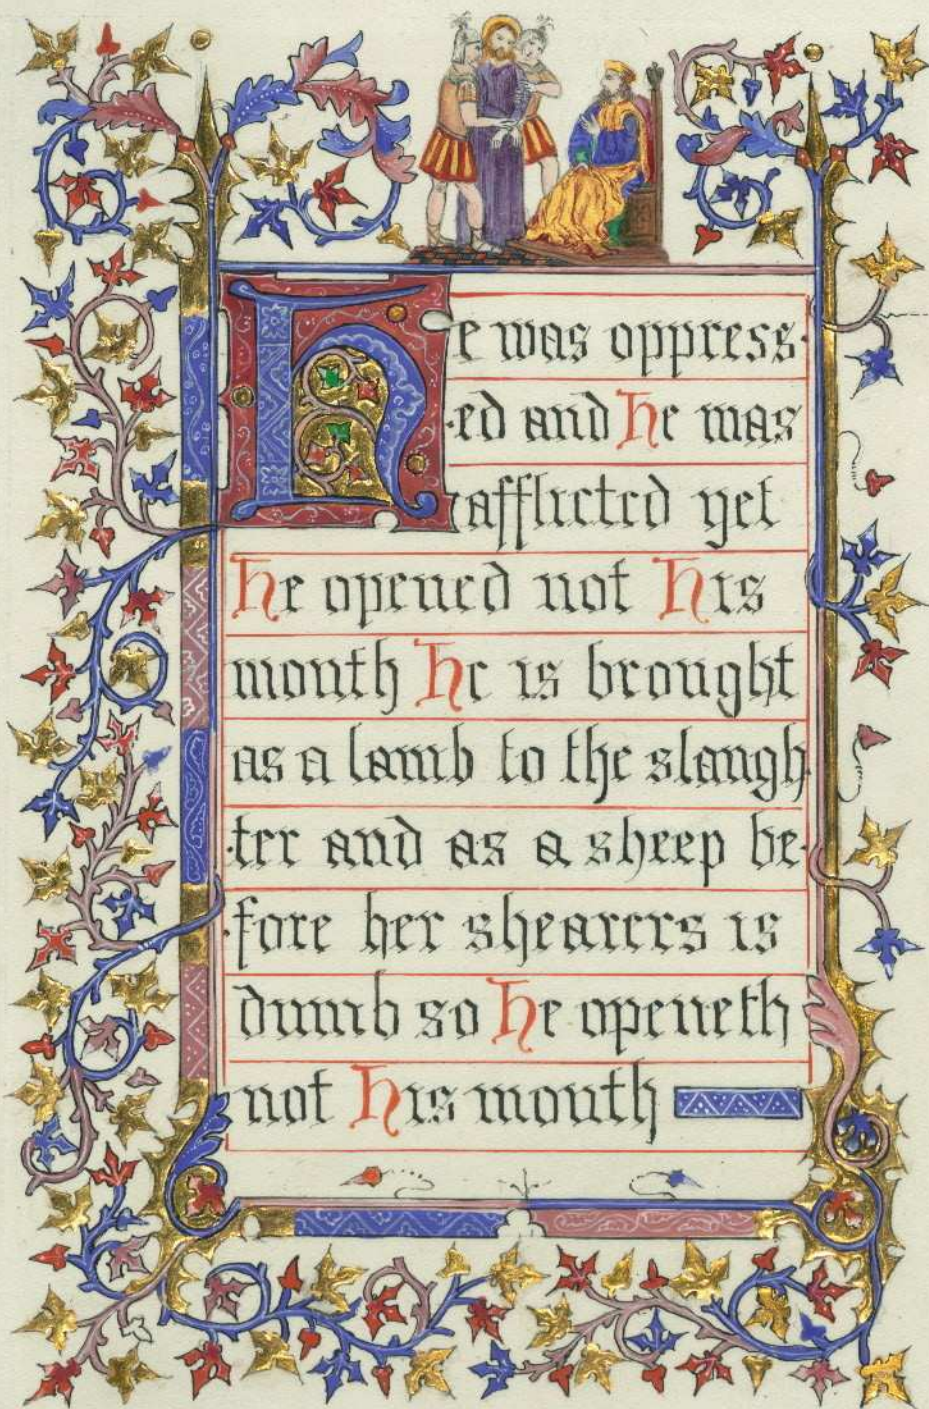 He was oppress
ed and He was
afflicted yet
He opened not His
mouth He is brought
as a lamb to the slaugh
ter and as a sheep be
fore her shearers is
dumb so He openeth
not His mouth